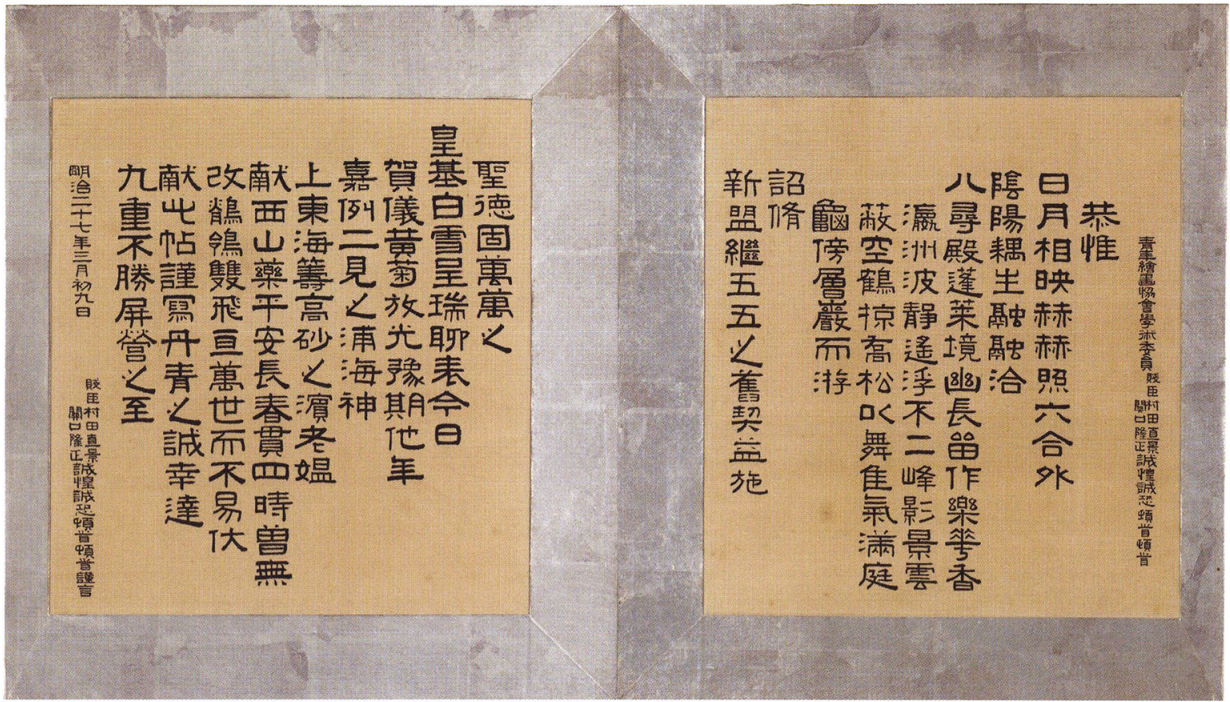 青年繪畫協會學術委員 賤臣村田直景誠惶誠恐頓首頓首
關口隆正
恭惟
日月相映赫赫照六合外
陰陽耦生融融洽
八尋殿蓬萊境幽長留作樂華香
瀛洲波靜遙浮不二峰影景雲
蔽空鶴掠喬松以舞隹氣滿庭
龜傍層巖而游
詔脩
新盟繼五五之舊契益施
聖德固萬萬之
皇基白雪呈瑞聊表今日
賀儀黃菊放光豫期他年
嘉例二見之浦海神
上東海籌高砂之濱老媼
献西山藥平安長春貫四時曽無
改鶺鴒雙飛亘萬世而不易伏
献此帖謹寫丹青之誠幸達
九重不勝屏營之至
明治二十七年三月初九日
賤臣村田直景誠惶誠恐頓首頓首謹言
關口隆正